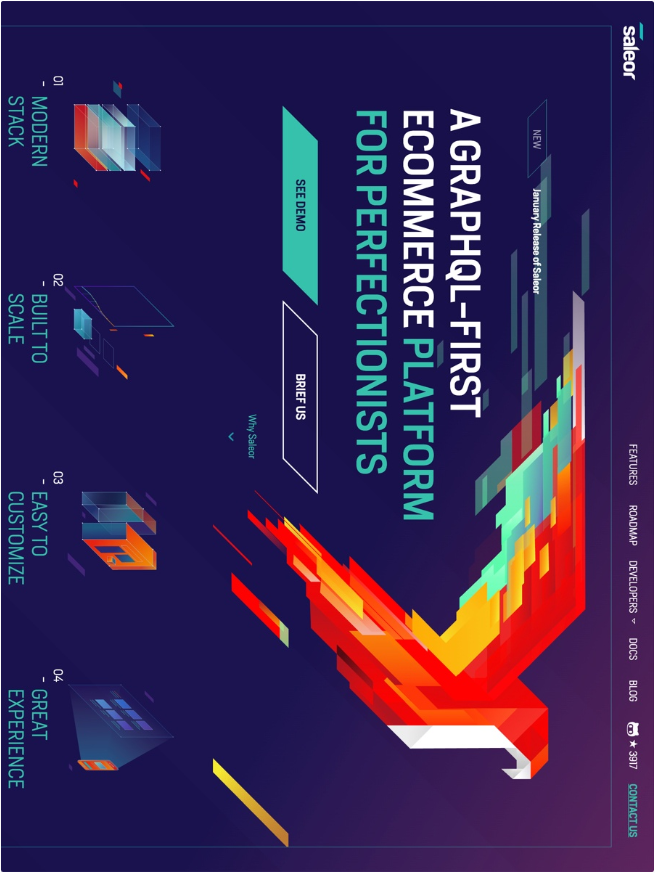 saleor
FEATURES ROADMAP DEVELOPERS DOCS BLOG ★ 3917 CONTACT US
NEW January Release of Saleor
A GRAPHQL-FIRST
ECOMMERCE PLATFORM
FOR PERFECTIONISTS
SEE DEMO BRIEF US
Why Saleor
01
– MODERN
STACK
02
– BUILT TO
SCALE
03
– EASY TO
CUSTOMIZE
04
– GREAT
EXPERIENCE